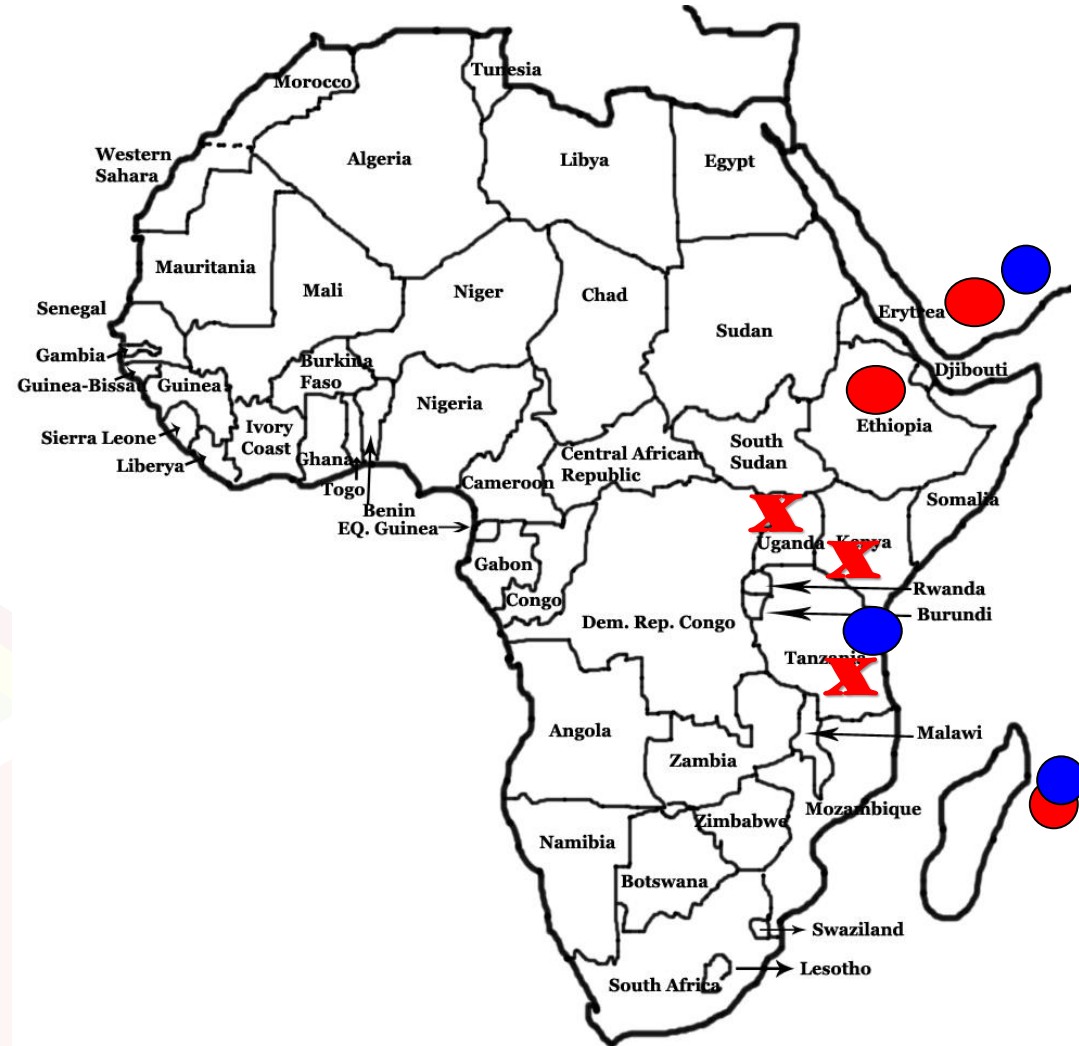 Tunesia
Morocco
Western
Sahara
Algeria
Libya
Egypt
Mauritania
Mali
Niger
Chad
Senegal
Erytrea
Sudan
Gambia
Burkina
Faso
Djibouti
Guinea-Bissau
Guinea
Nigeria
Ethiopia
Ivory
Coast
Sierra Leone
South
Sudan
Ghana
Liberya
Central African
Republic
Togo
Cameroon
Somalia
Benin
EQ. Guinea
X
Uganda
Kenya
X
Gabon
Rwanda
Congo
Burundi
Dem. Rep. Congo
Tanzania
X
Angola
Malawi
Zambia
Mozambique
Zimbabwe
Namibia
Botswana
Swaziland
Lesotho
South Africa